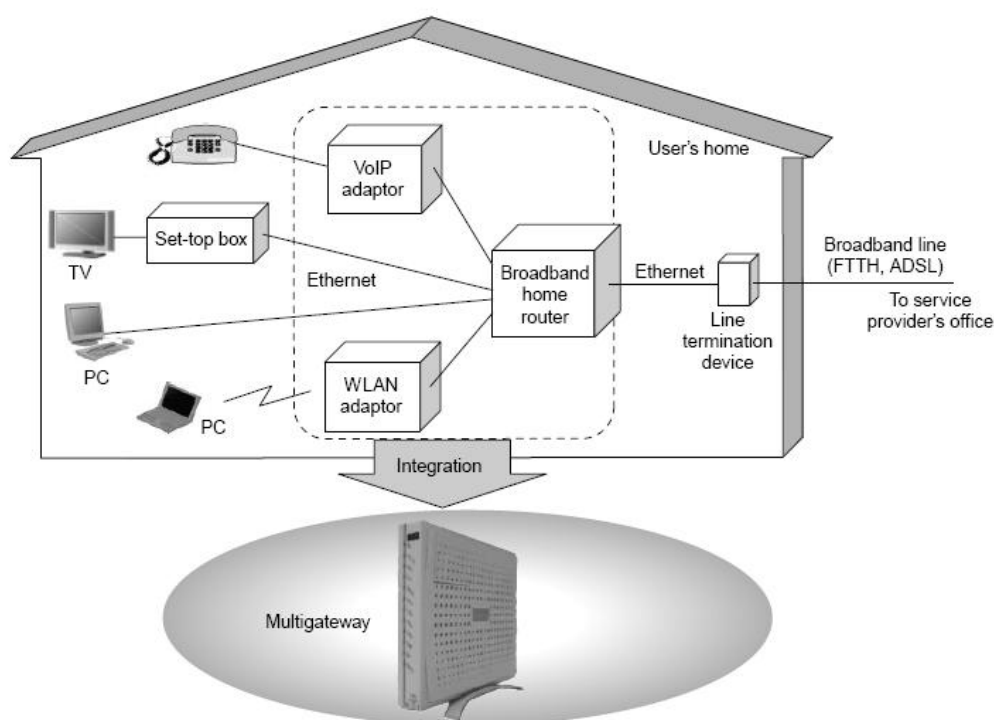 User's home
VoIP
adaptor
Set-top box
TV
Ethernet
Broadband
home
router
Ethernet
Broadband line
(FTTH, ADSL)
To service
provider's office
Line
termination
device
PC
WLAN
adaptor
PC
Integration
Multigateway